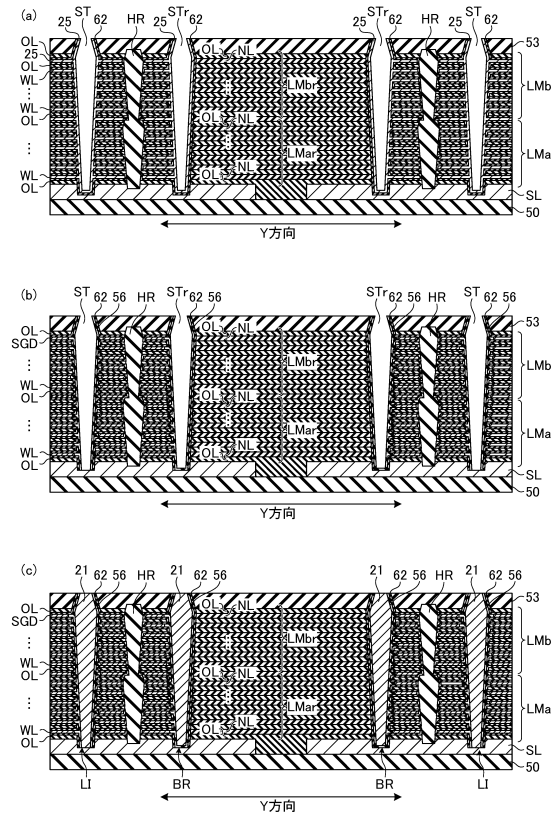 (a)
25 ST 62 HR 25 STr 62 STr 62 HR 25 ST 62
OL
25
OL
WL
⋮
WL
OL
⋮
WL
OL
OL NL
LMbr
OL NL
LMar
OL NL
53
LMb
LMa
SL
50
Y方向
(b)
ST 62 56 HR STr 62 56 STr 62 56 HR ST 62 56
OL
SGD
⋮
WL
OL
⋮
WL
OL
OL NL
LMbr
OL NL
LMar
OL NL
53
LMb
LMa
SL
50
Y方向
(c)
21 62 56 HR 21 62 56 21 62 56 HR 21 62 56
OL
SGD
⋮
WL
OL
⋮
WL
OL
OL NL
LMbr
OL NL
LMar
OL NL
53
LMb
LMa
SL
50
LI BR BR LI
Y方向